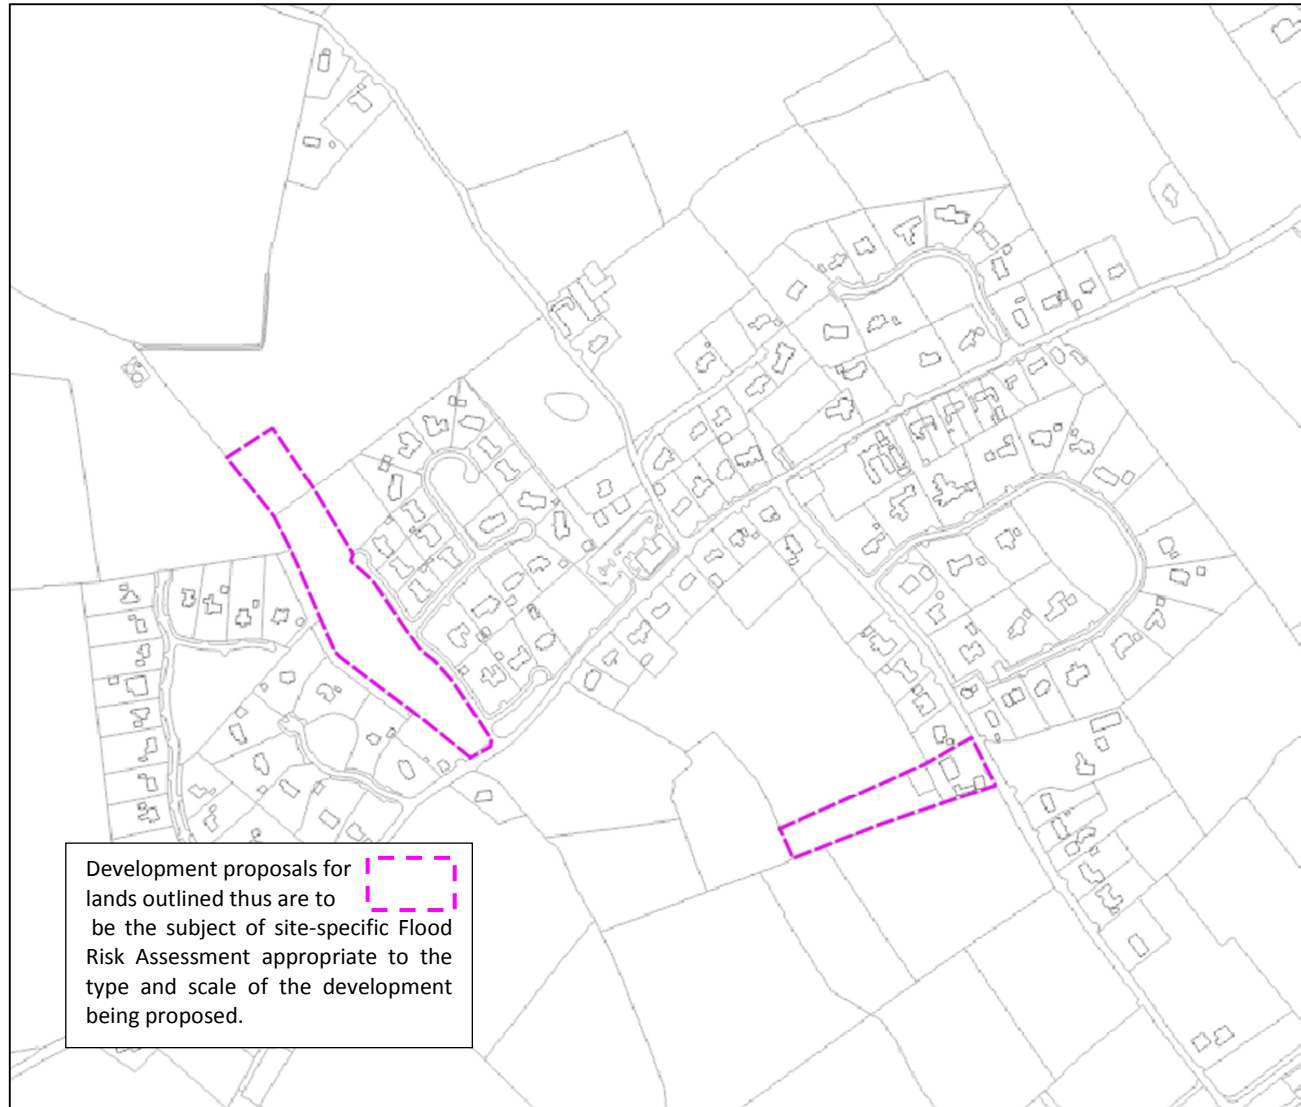 Development proposals for
lands outlined thus are to
be the subject of site-specific Flood
Risk Assessment appropriate to the
type and scale of the development
being proposed.